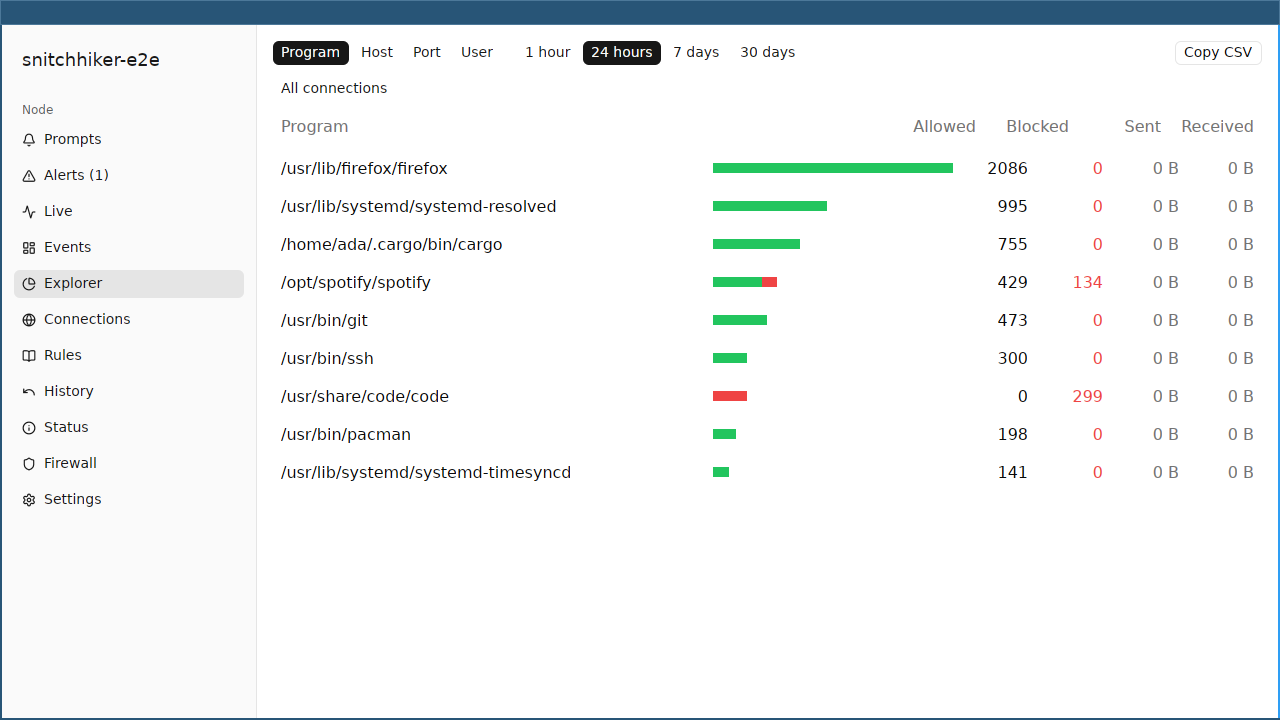 snitchhiker-e2e
Node
Prompts
Alerts (1)
Live
Events
Explorer
Connections
Rules
History
Status
Firewall
Settings
Program Host Port User 1 hour 24 hours 7 days 30 days Copy CSV
All connections
Program Allowed Blocked Sent Received
/usr/lib/firefox/firefox 2086 0 0 B 0 B
/usr/lib/systemd/systemd-resolved 995 0 0 B 0 B
/home/ada/.cargo/bin/cargo 755 0 0 B 0 B
/opt/spotify/spotify 429 134 0 B 0 B
/usr/bin/git 473 0 0 B 0 B
/usr/bin/ssh 300 0 0 B 0 B
/usr/share/code/code 0 299 0 B 0 B
/usr/bin/pacman 198 0 0 B 0 B
/usr/lib/systemd/systemd-timesyncd 141 0 0 B 0 B